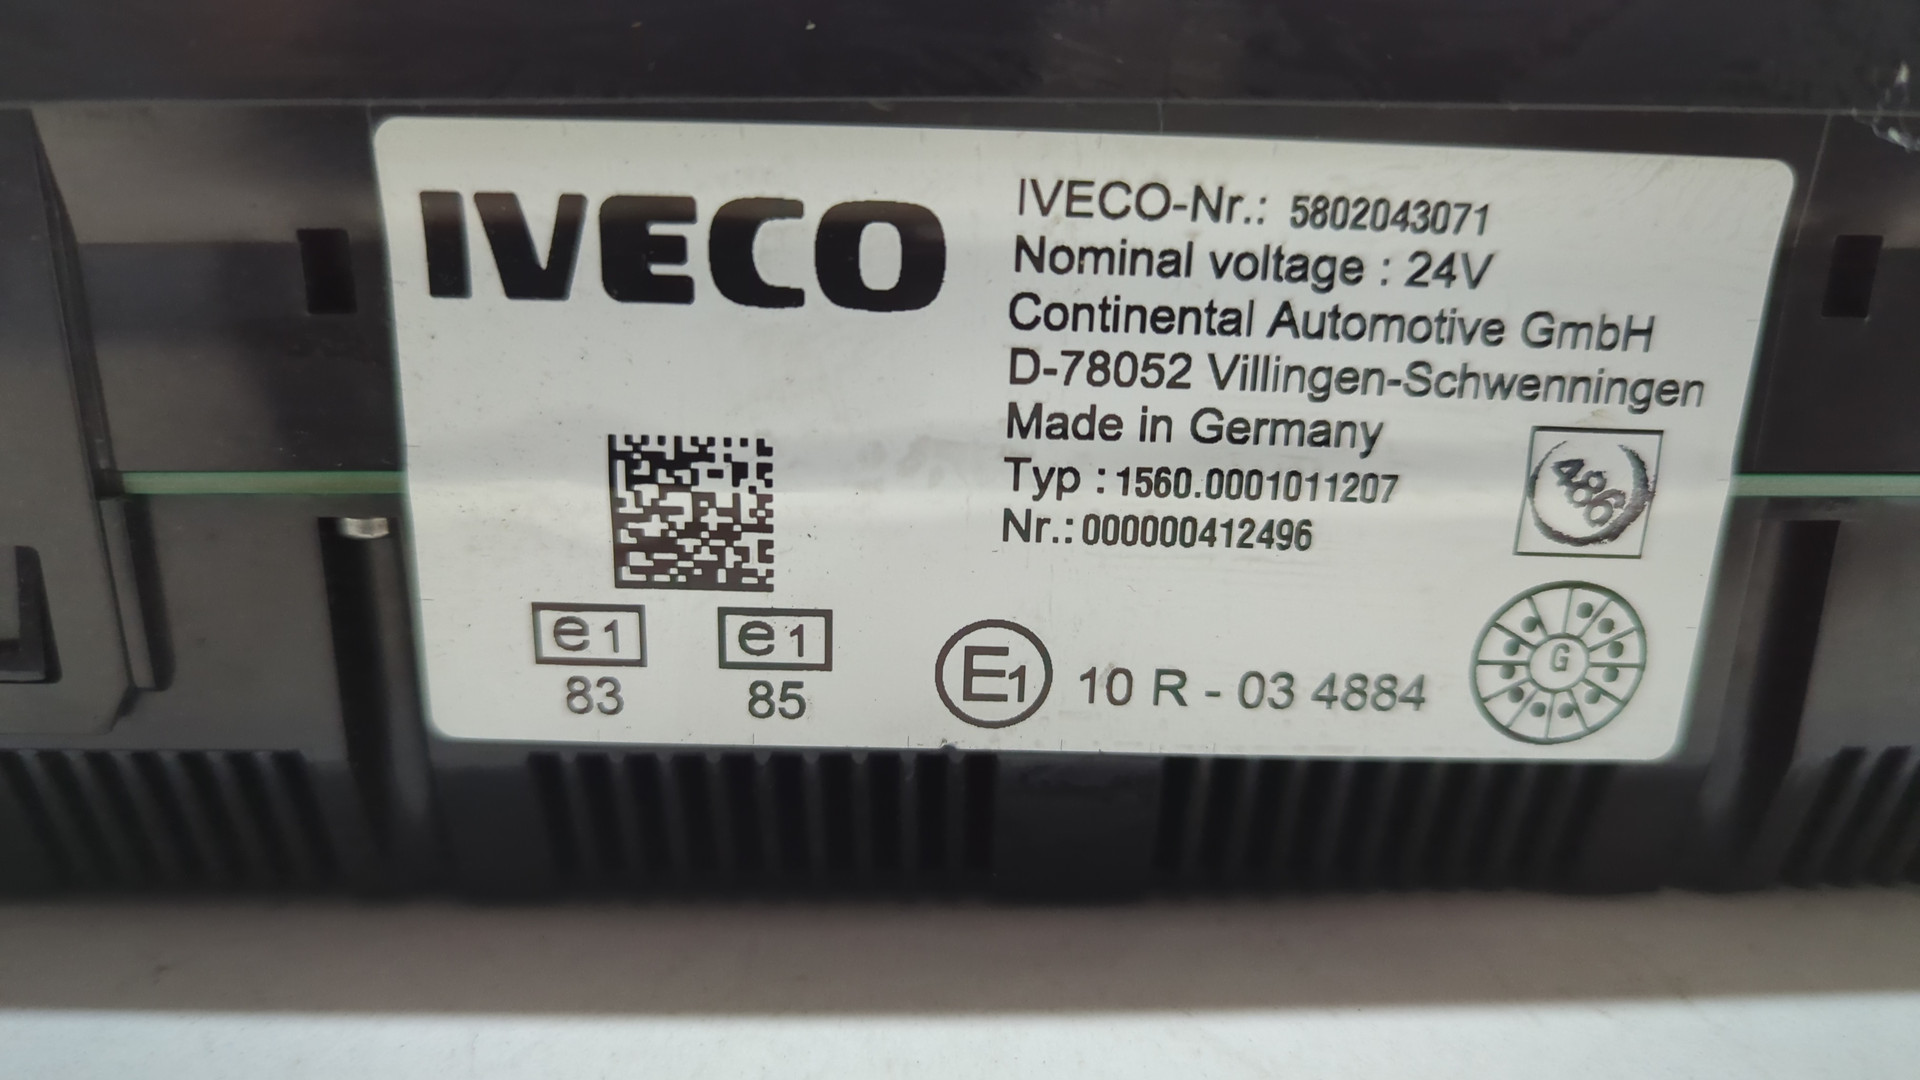 IVECO
IVECO-Nr.: 5802043071
Nominal voltage : 24V
Continental Automotive GmbH
D-78052 Villingen-Schwenningen
Made in Germany
Typ : 1560.0001011207
Nr.: 000000412496
486
e1
83
e1
85
E1 10 R - 03 4884
G